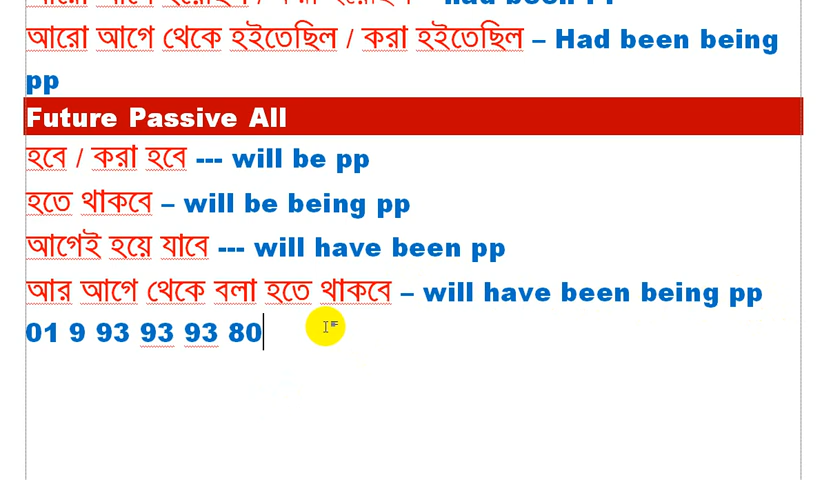 আরো আগে থেকে হইতেছিল / করা হইতেছিল – Had been being
pp
Future Passive All
হবে / করা হবে --- will be pp
হতে থাকবে – will be being pp
আগেই হয়ে যাবে --- will have been pp
আর আগে থেকে বলা হতে থাকবে – will have been being pp
01 9 93 93 93 80